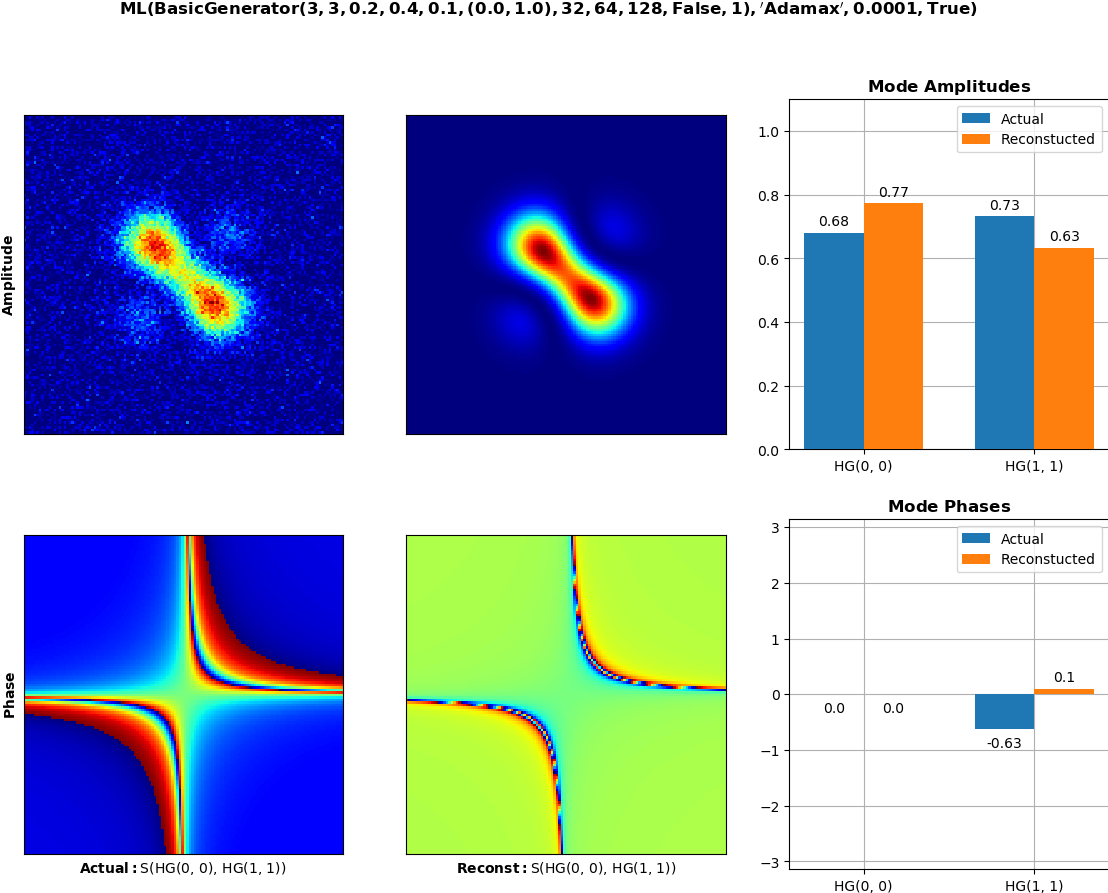 ML(BasicGenerator(3, 3, 0.2, 0.4, 0.1, (0.0, 1.0), 32, 64, 128, False, 1), ′Adamax′, 0.0001, True)
Amplitude
Mode Amplitudes
Actual
Reconstucted
1.0
0.8
0.6
0.4
0.2
0.0
0.68
0.77
0.73
0.63
HG(0, 0)
HG(1, 1)
Phase
Actual: S(HG(0, 0), HG(1, 1))
Reconst: S(HG(0, 0), HG(1, 1))
Mode Phases
Actual
Reconstucted
3
2
1
0
−1
−2
−3
0.0
0.0
-0.63
0.1
HG(0, 0)
HG(1, 1)